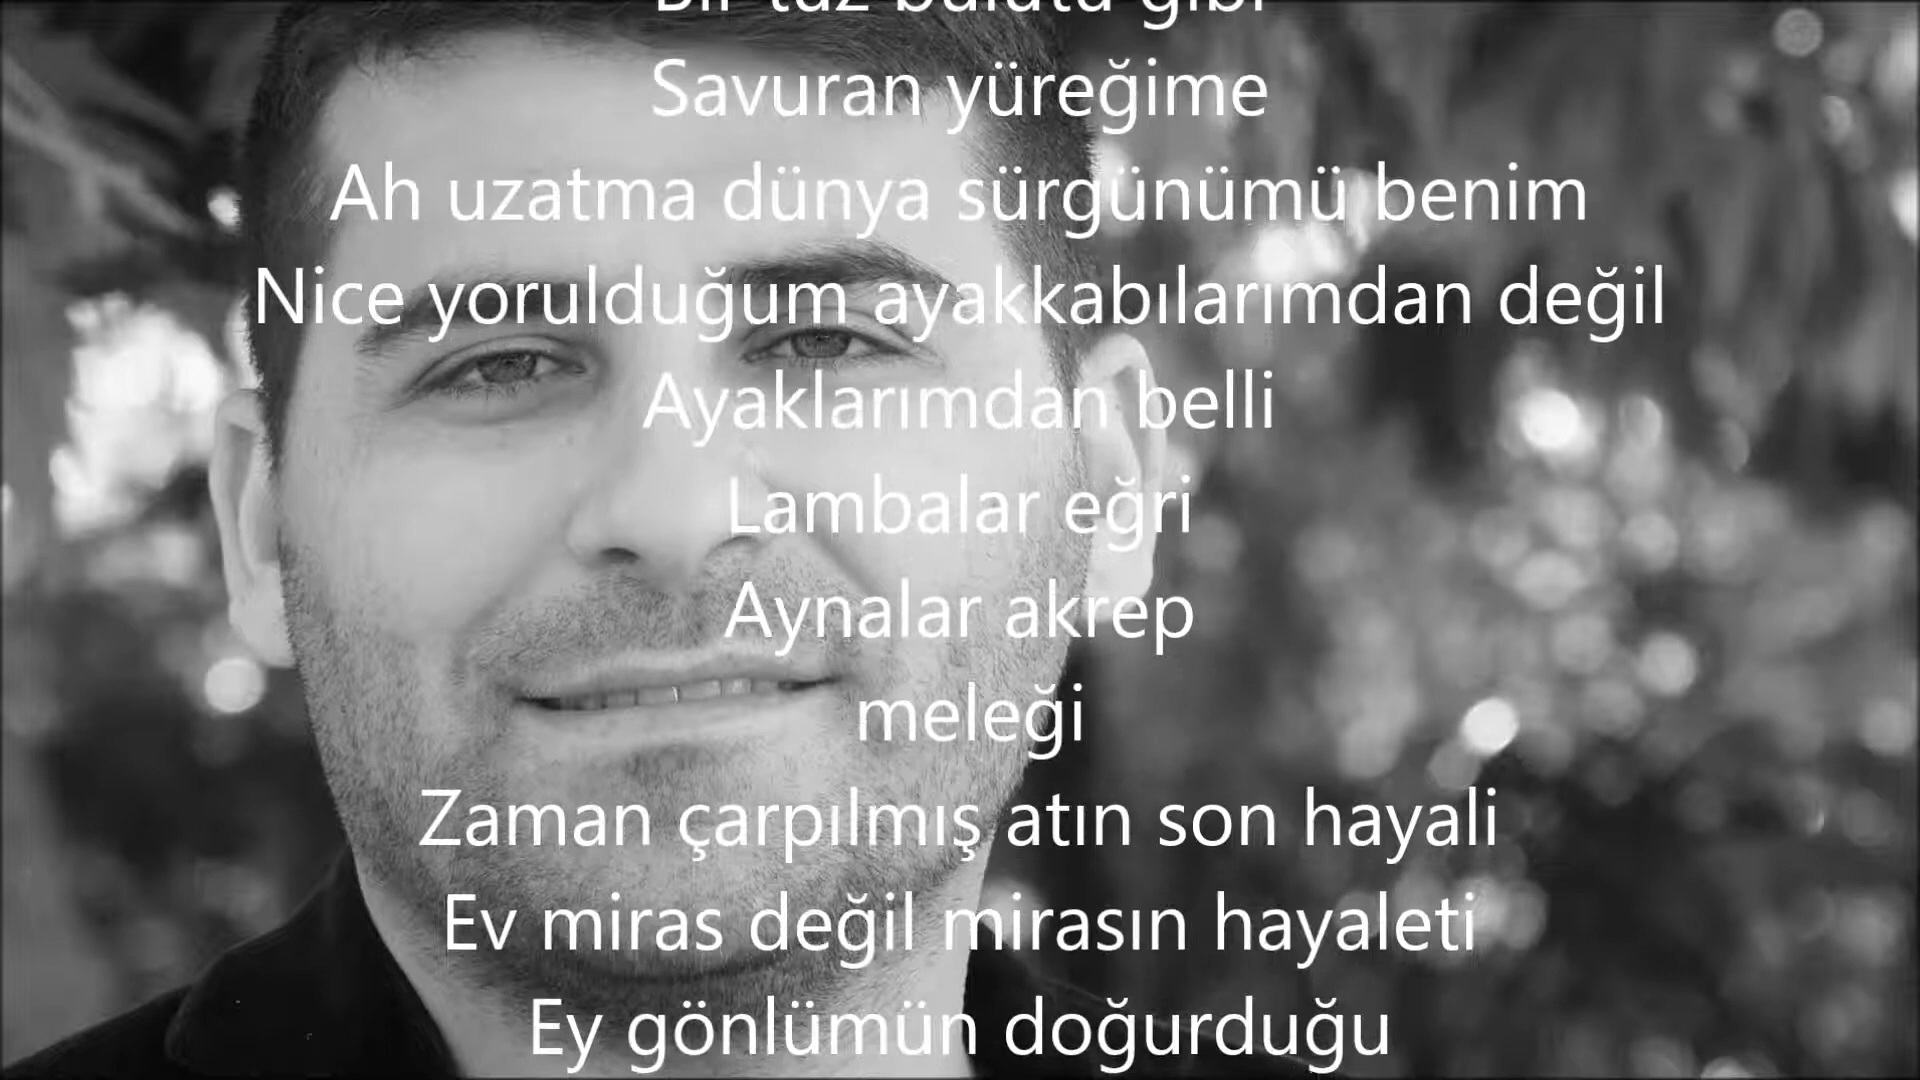 Bir tuz bulutu gibi
Savuran yüreğime
Ah uzatma dünya sürgünümü benim
Nice yorulduğum ayakkabılarımdan değil
Ayaklarımdan belli
Lambalar eğri
Aynalar akrep
meleği
Zaman çarpılmış atın son hayali
Ev miras değil mirasın hayaleti
Ey gönlümün doğurduğu